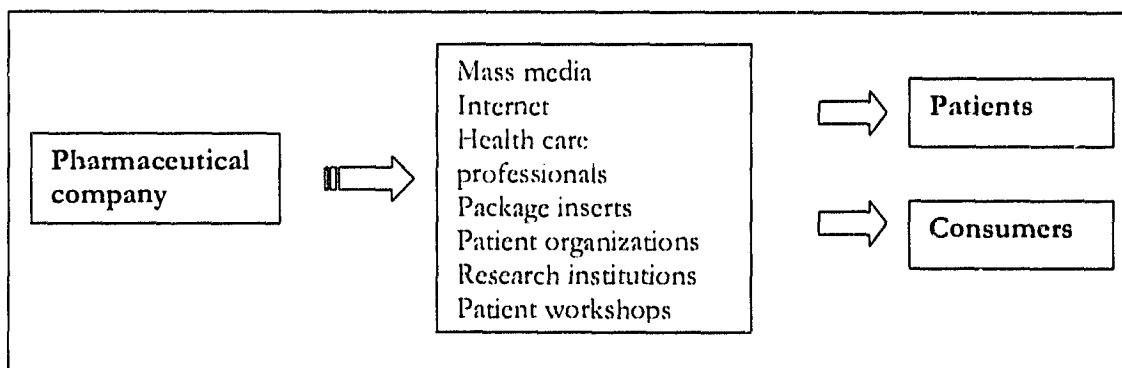 Pharmaceutical
company
Mass media
Internet
Health care
professionals
Package inserts
Patient organizations
Research institutions
Patient workshops
Patients
Consumers